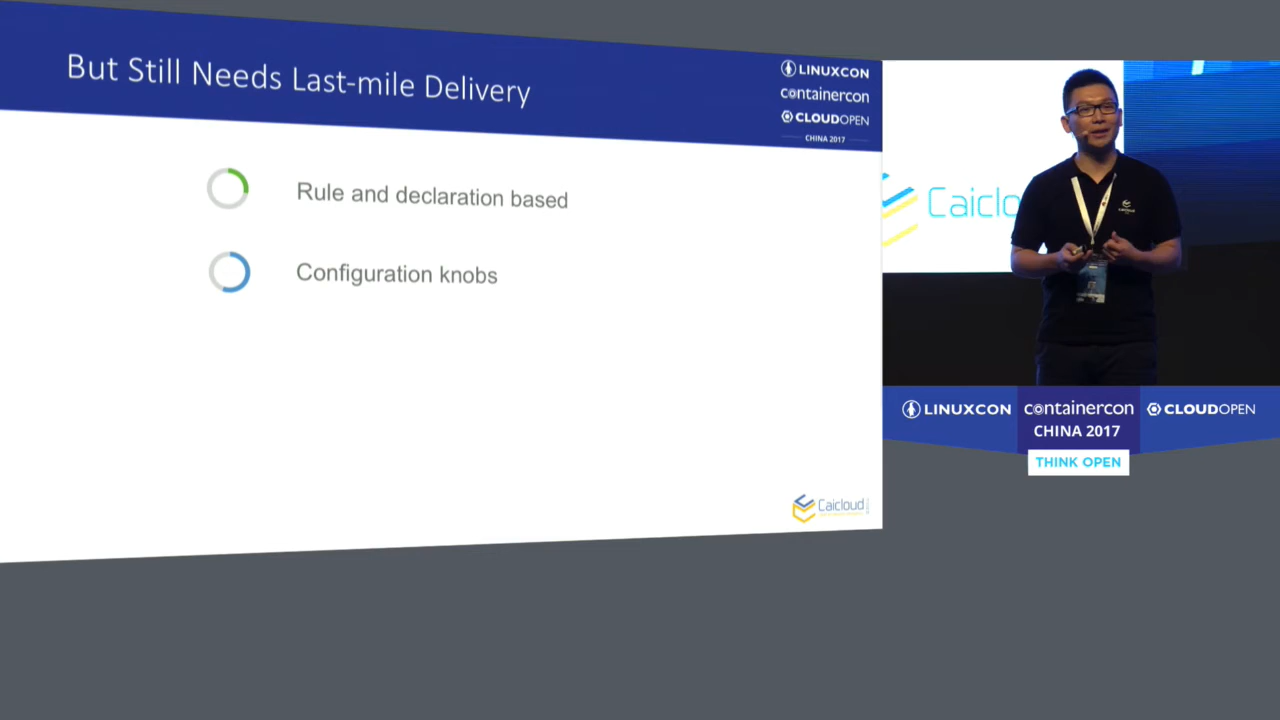 But Still Needs Last-mile Delivery
LINUXCON
containercon
CLOUDOPEN
CHINA 2017
Rule and declaration based
Configuration knobs
Caicloud
Caiclo
LINUXCON containercon CLOUDOPEN
CHINA 2017
THINK OPEN